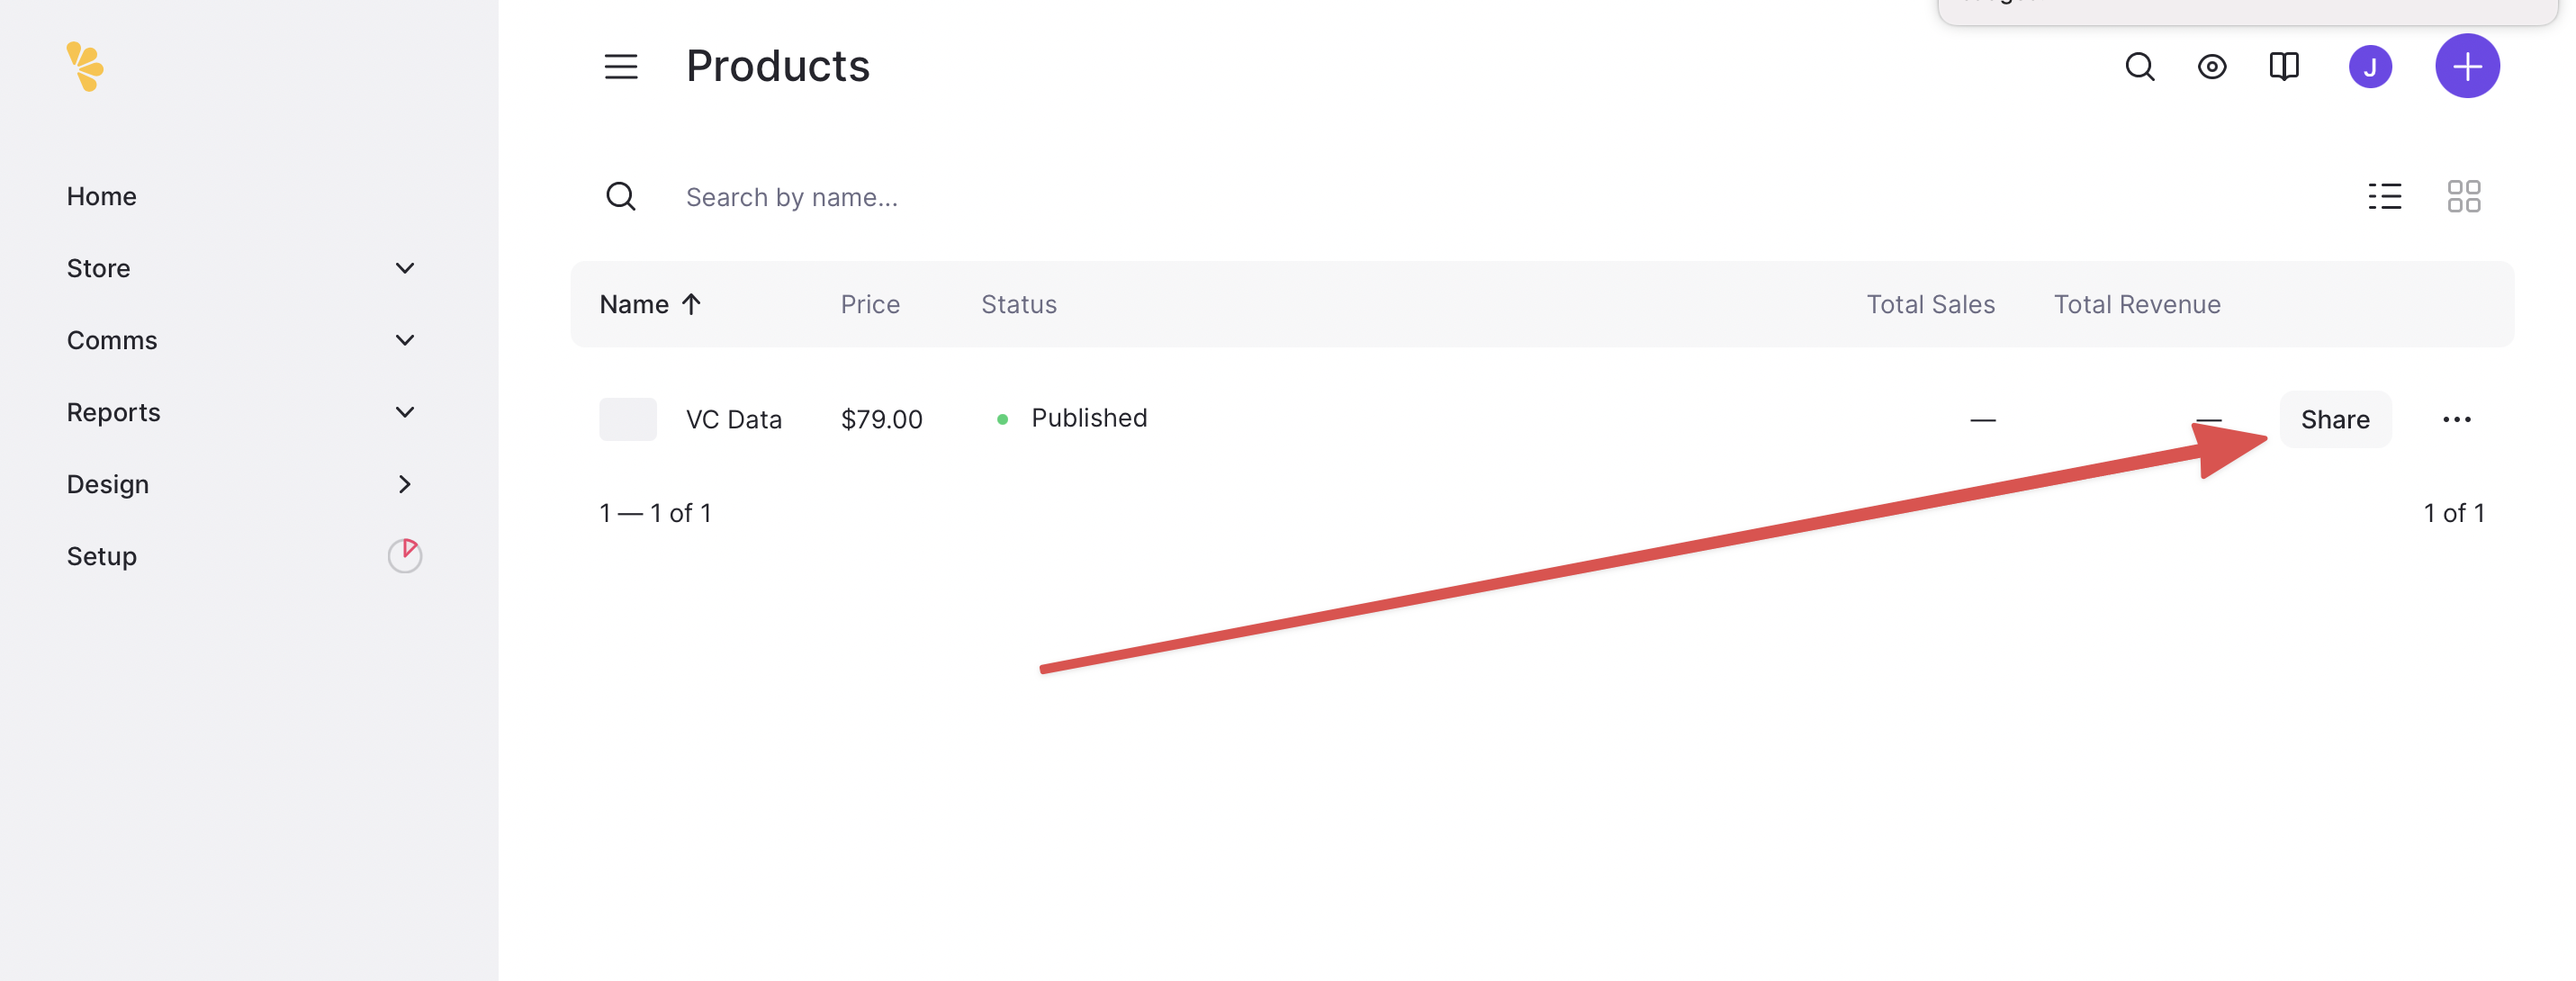 Products
J
Home
Store
Comms
Reports
Design
Setup
Search by name...
Name Price Status Total Sales Total Revenue
VC Data $79.00 Published — — Share
1 — 1 of 1 1 of 1